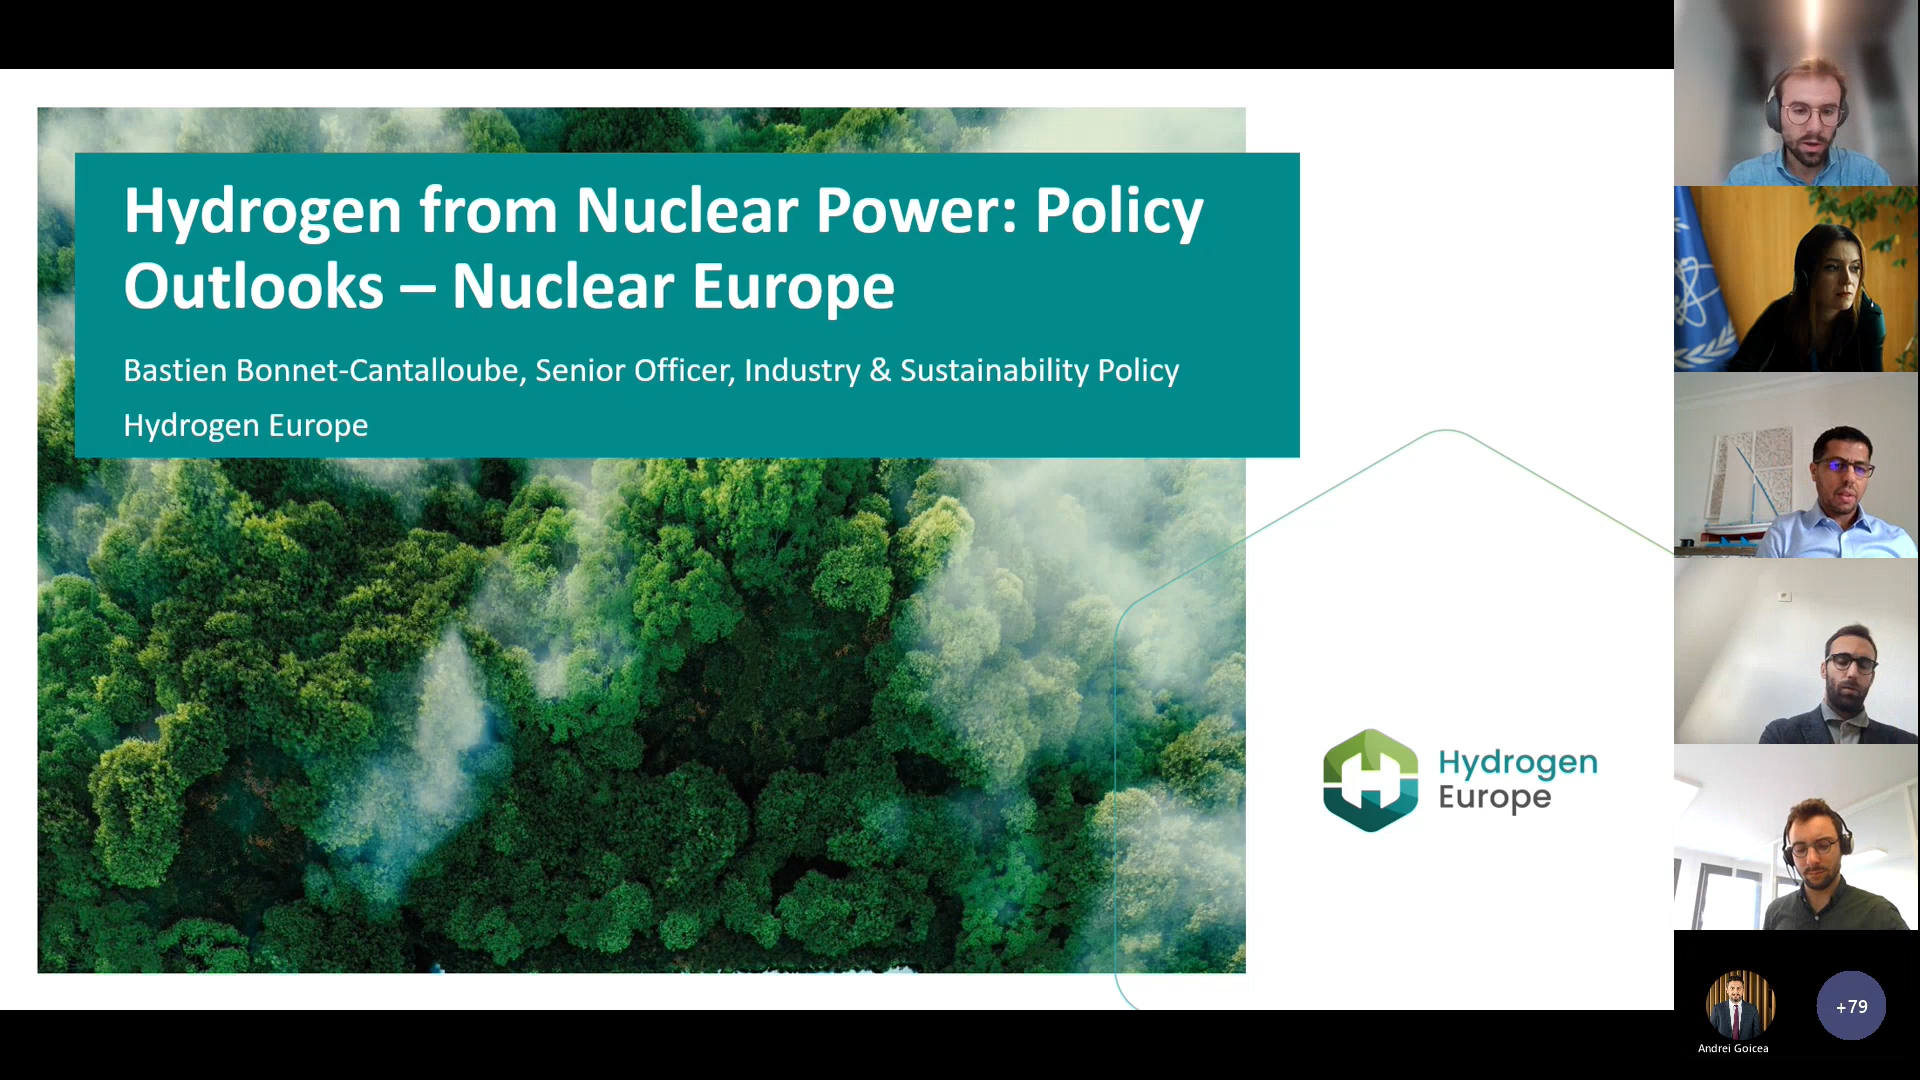 Hydrogen from Nuclear Power: Policy
Outlooks – Nuclear Europe
Bastien Bonnet-Cantalloube, Senior Officer, Industry & Sustainability Policy
Hydrogen Europe
Hydrogen
Europe
+79
Andrei Goicea